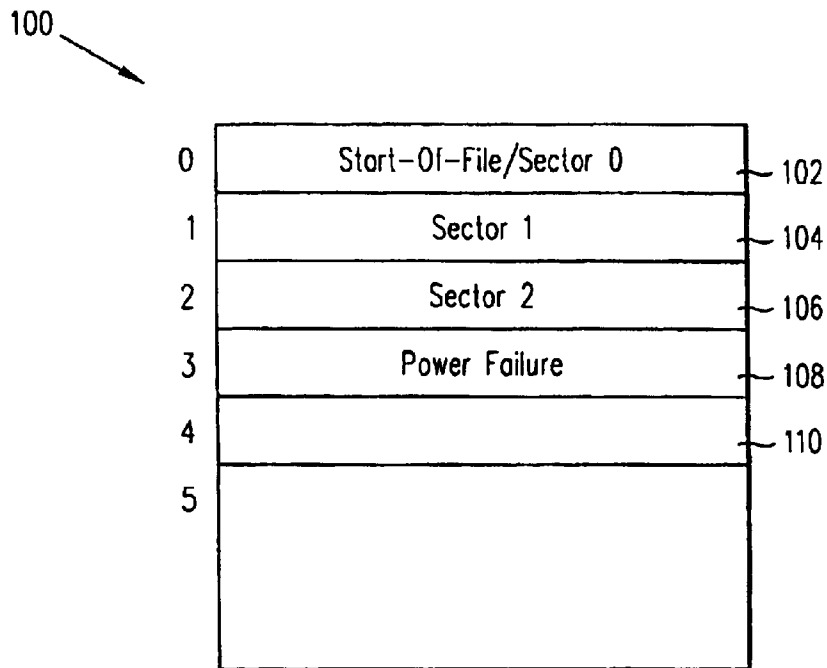 100
0 Start-Of-File/Sector 0 102
1 Sector 1 104
2 Sector 2 106
3 Power Failure 108
4 110
5